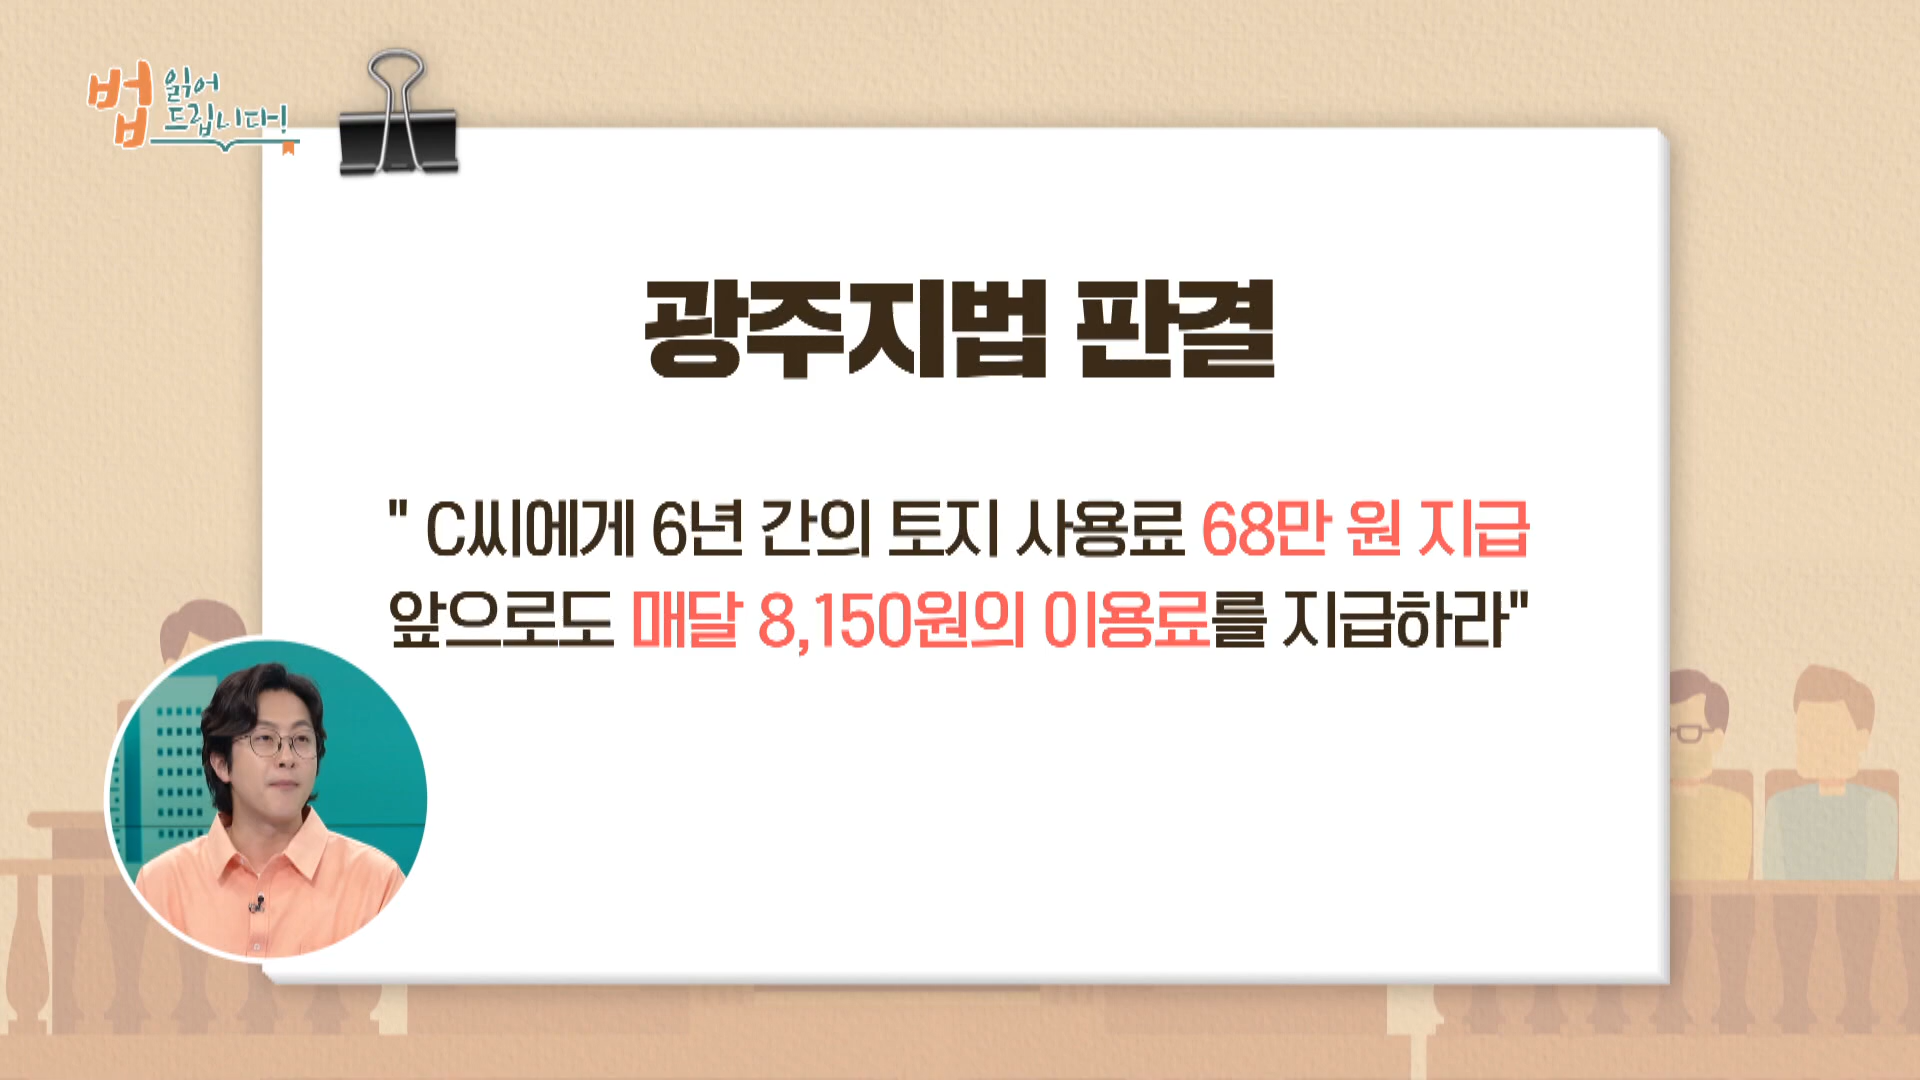 법 읽어
드립니다!
광주지법 판결
" C씨에게 6년 간의 토지 사용료 68만 원 지급
앞으로도 매달 8,150원의 이용료를 지급하라"